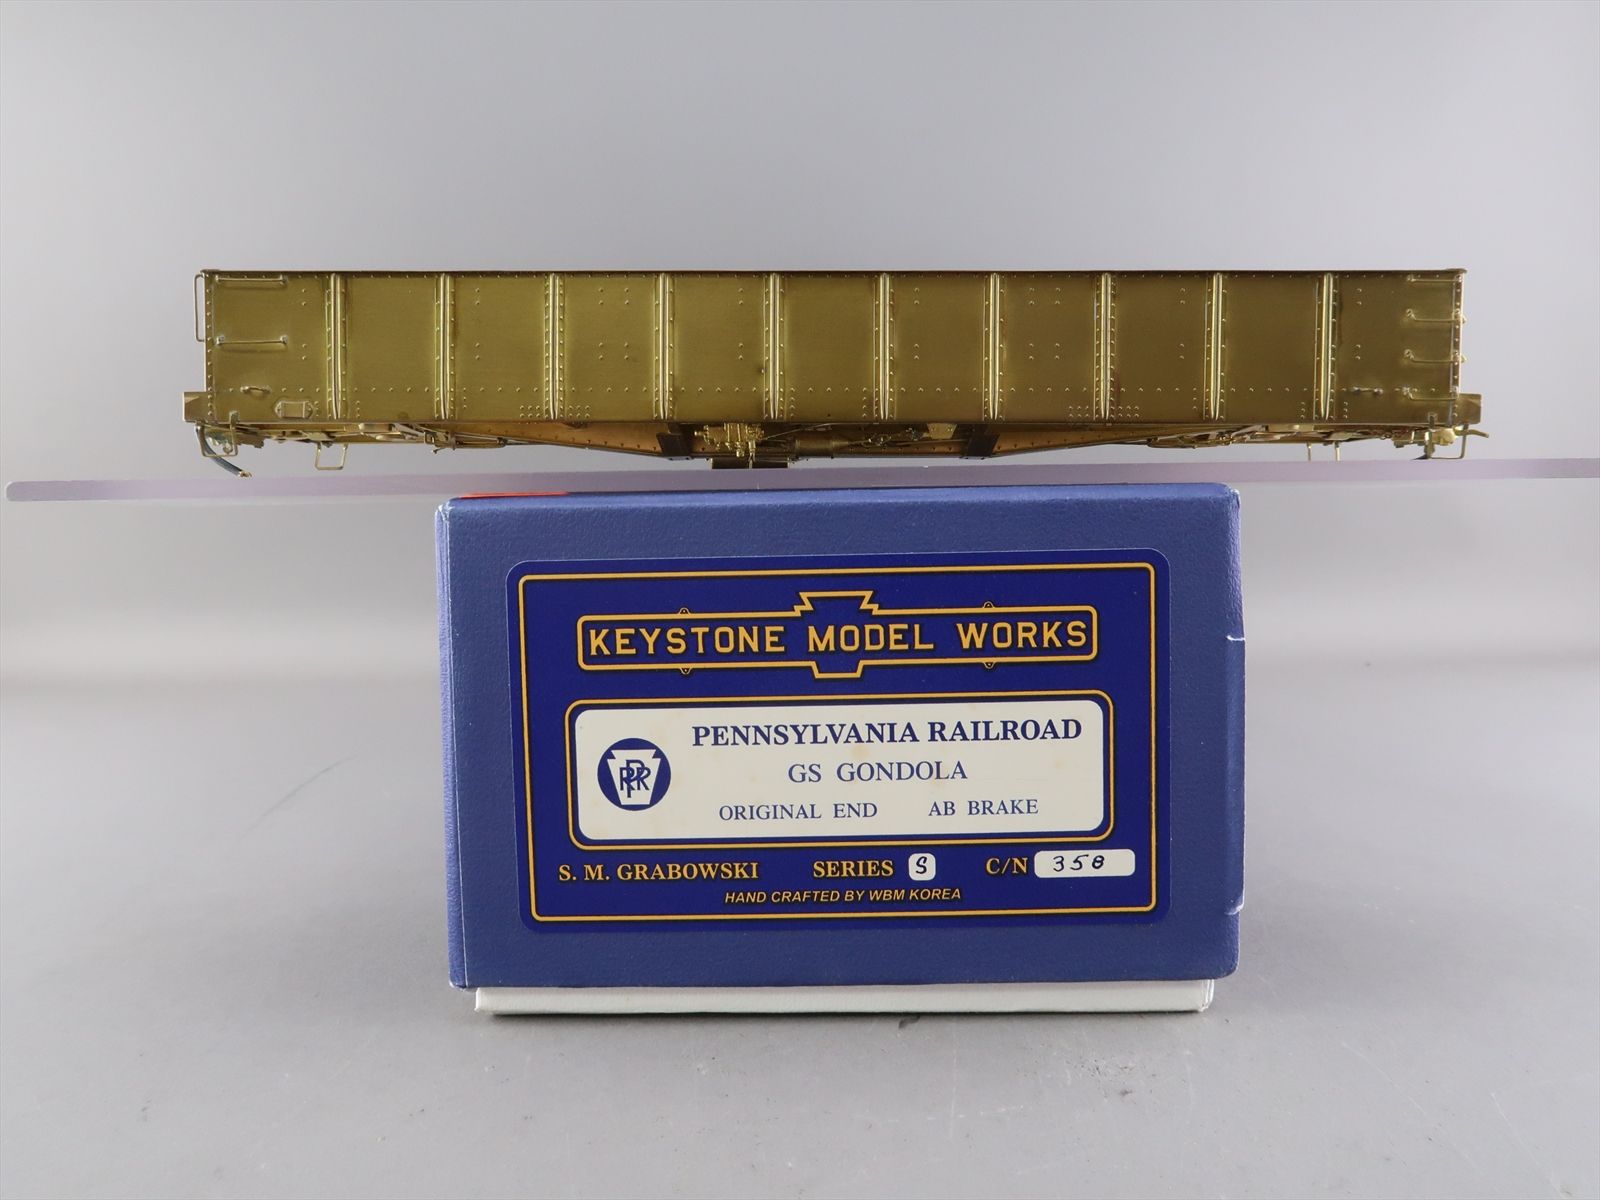 KEYSTONE MODEL WORKS
PRR
PENNSYLVANIA RAILROAD
GS GONDOLA
ORIGINAL END AB BRAKE
S. M. GRABOWSKI SERIES S C/N 358
HAND CRAFTED BY WBM KOREA